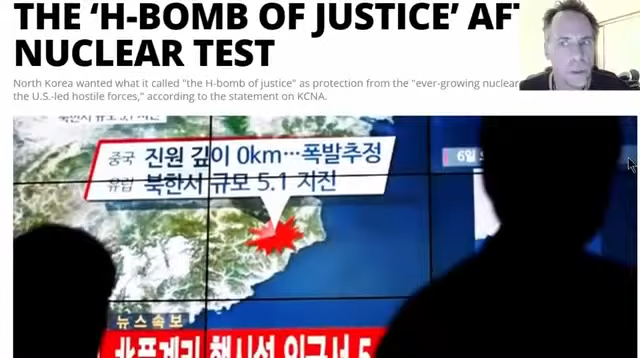 THE ‘H-BOMB OF JUSTICE’ AF
NUCLEAR TEST
North Korea wanted what it called "the H-bomb of justice" as protection from the "ever-growing nuclear
the U.S.-led hostile forces," according to the statement on KCNA.
중국 진원 깊이 0km…폭발추정
유럽 북한서 규모 5.1 지진
6일
뉴스속보